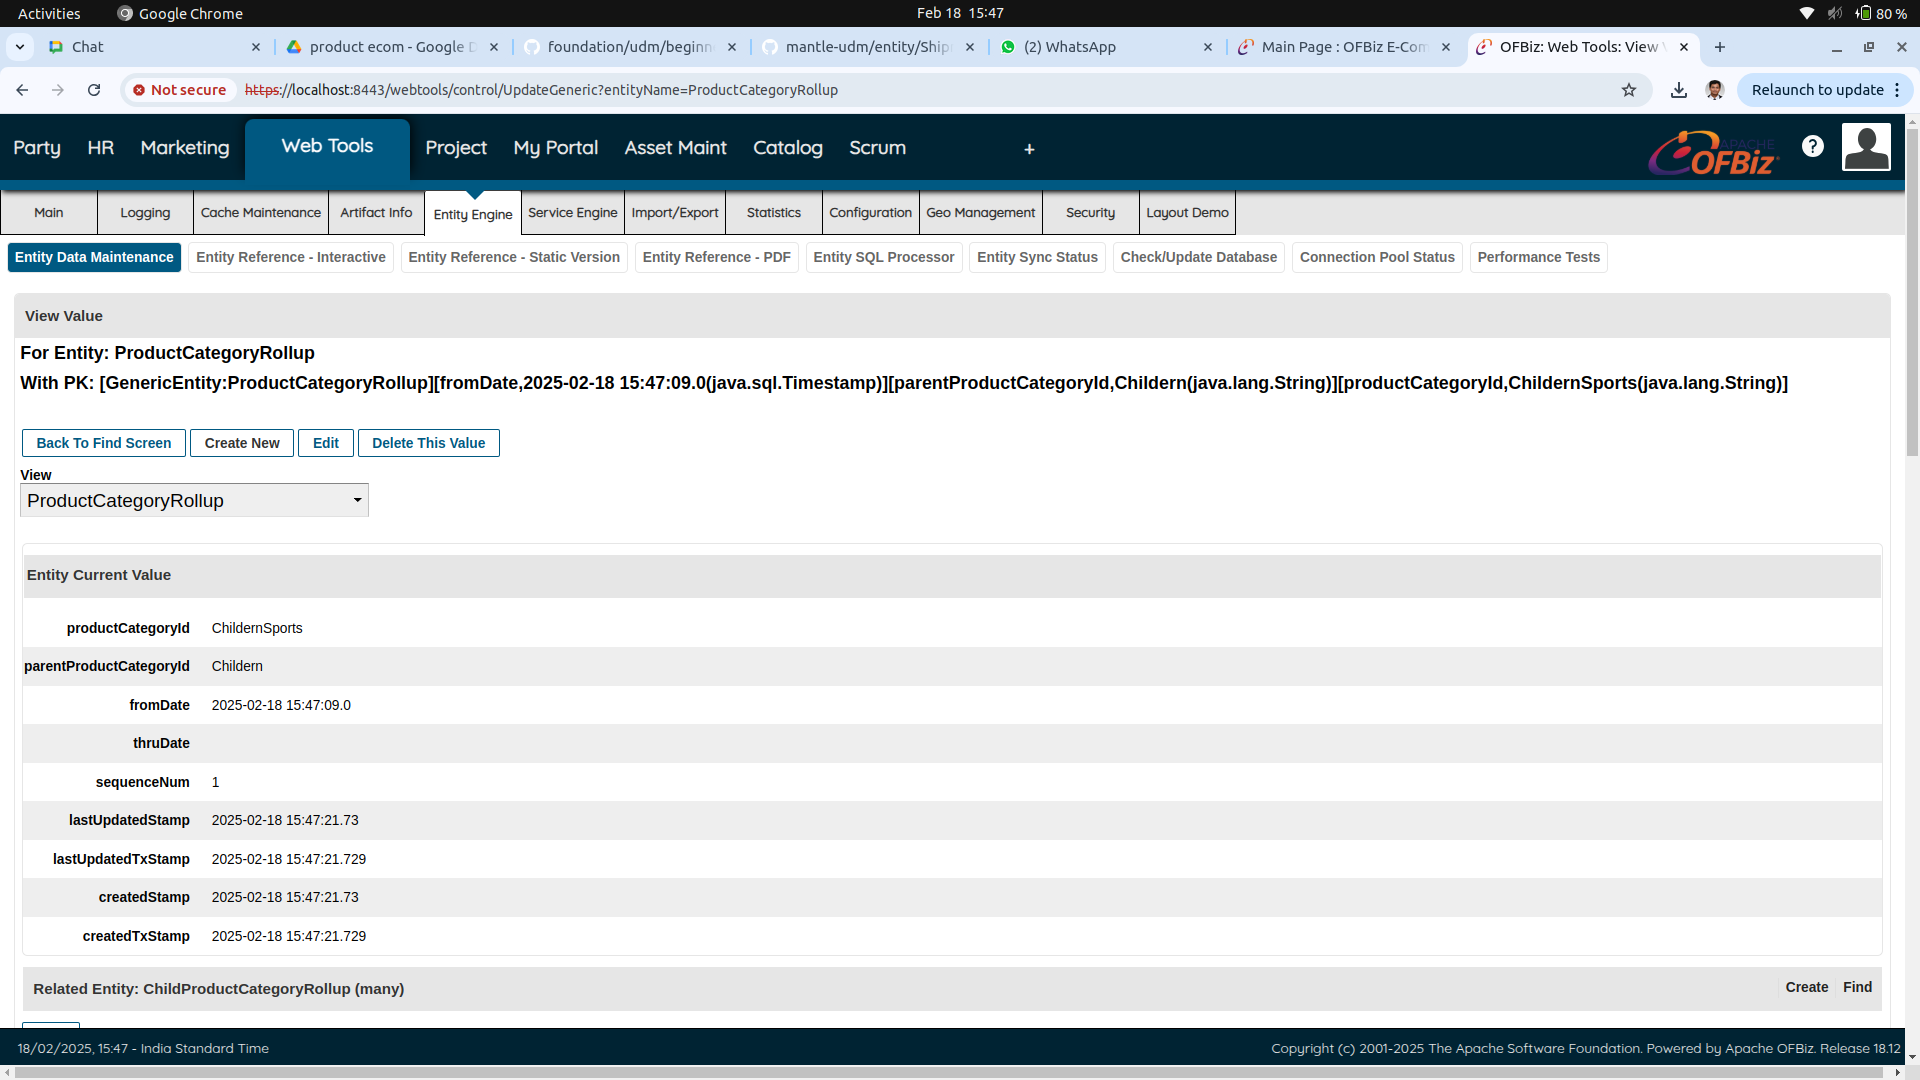 Activities
Google Chrome
Feb 18 15:47
80 %
Chat
product ecom - Google D
foundation/udm/beginn
mantle-udm/entity/Ship
(2) WhatsApp
Main Page : OFBiz E-Com
OFBiz: Web Tools: View V
Not secure
https://localhost:8443/webtools/control/UpdateGeneric?entityName=ProductCategoryRollup
Relaunch to update
Party
HR
Marketing
Web Tools
Project
My Portal
Asset Maint
Catalog
Scrum
+
APACHE
OFBiz
?
Main
Logging
Cache Maintenance
Artifact Info
Entity Engine
Service Engine
Import/Export
Statistics
Configuration
Geo Management
Security
Layout Demo
Entity Data Maintenance
Entity Reference - Interactive
Entity Reference - Static Version
Entity Reference - PDF
Entity SQL Processor
Entity Sync Status
Check/Update Database
Connection Pool Status
Performance Tests
View Value
For Entity: ProductCategoryRollup
With PK: [GenericEntity:ProductCategoryRollup][fromDate,2025-02-18 15:47:09.0(java.sql.Timestamp)][parentProductCategoryId,Childern(java.lang.String)][productCategoryId,ChildernSports(java.lang.String)]
Back To Find Screen
Create New
Edit
Delete This Value
View
ProductCategoryRollup
Entity Current Value
productCategoryId ChildernSports
parentProductCategoryId Childern
fromDate 2025-02-18 15:47:09.0
thruDate
sequenceNum 1
lastUpdatedStamp 2025-02-18 15:47:21.73
lastUpdatedTxStamp 2025-02-18 15:47:21.729
createdStamp 2025-02-18 15:47:21.73
createdTxStamp 2025-02-18 15:47:21.729
Related Entity: ChildProductCategoryRollup (many)
Create
Find
18/02/2025, 15:47 - India Standard Time
Copyright (c) 2001-2025 The Apache Software Foundation. Powered by Apache OFBiz. Release 18.12